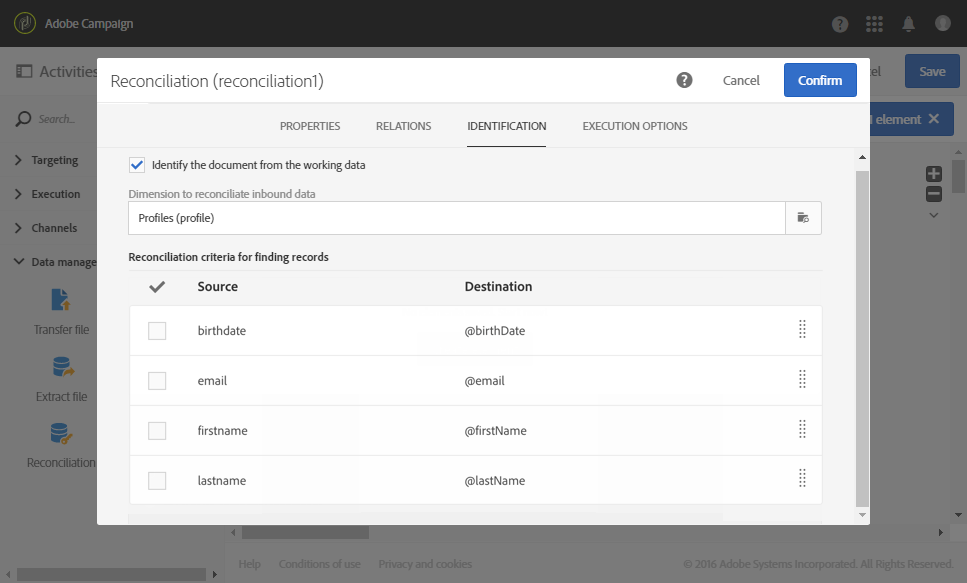 Adobe Campaign
Activities
Save
Search...
element
Targeting
Execution
Channels
Data manage
Transfer file
Extract file
Reconciliation
Reconciliation (reconciliation1)
Cancel
Confirm
PROPERTIES
RELATIONS
IDENTIFICATION
EXECUTION OPTIONS
Identify the document from the working data
Dimension to reconciliate inbound data
Profiles (profile)
Reconciliation criteria for finding records
Source Destination
birthdate @birthDate
email @email
firstname @firstName
lastname @lastName
Help Conditions of use Privacy and cookies © 2016 Adobe Systems Incorporated. All Rights Reserved.